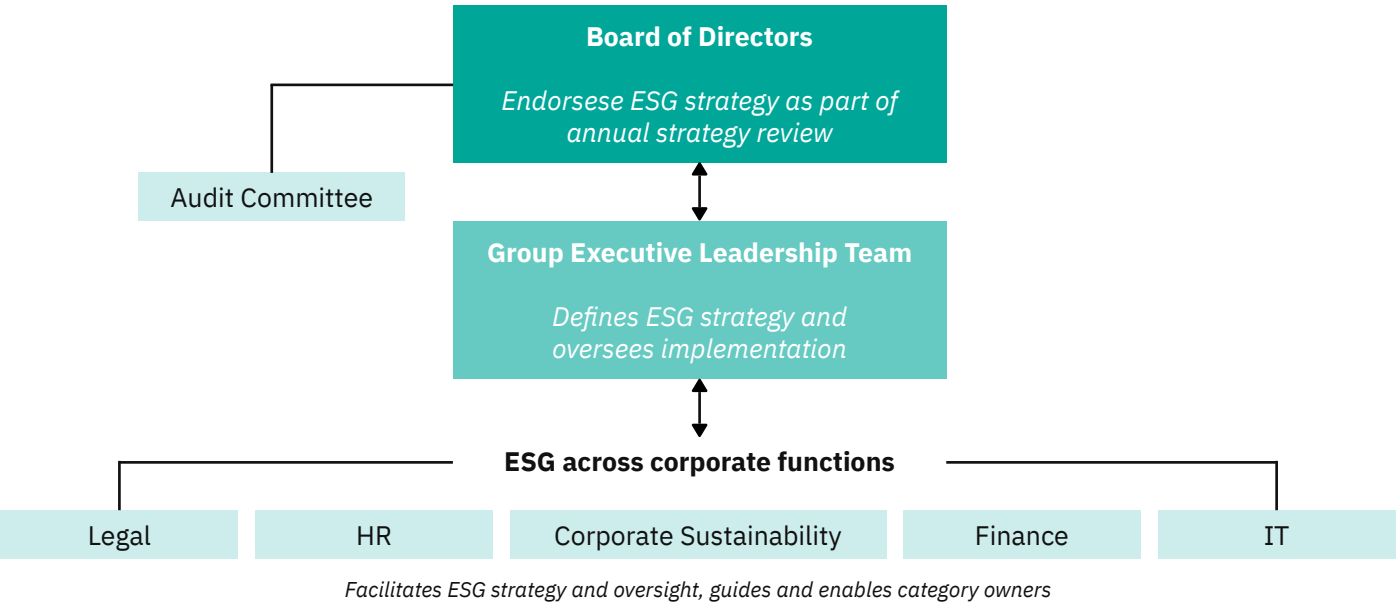 Board of Directors
Endorsese ESG strategy as part of
annual strategy review
Audit Committee
Group Executive Leadership Team
Defines ESG strategy and
oversees implementation
ESG across corporate functions
Legal
HR
Corporate Sustainability
Finance
IT
Facilitates ESG strategy and oversight, guides and enables category owners